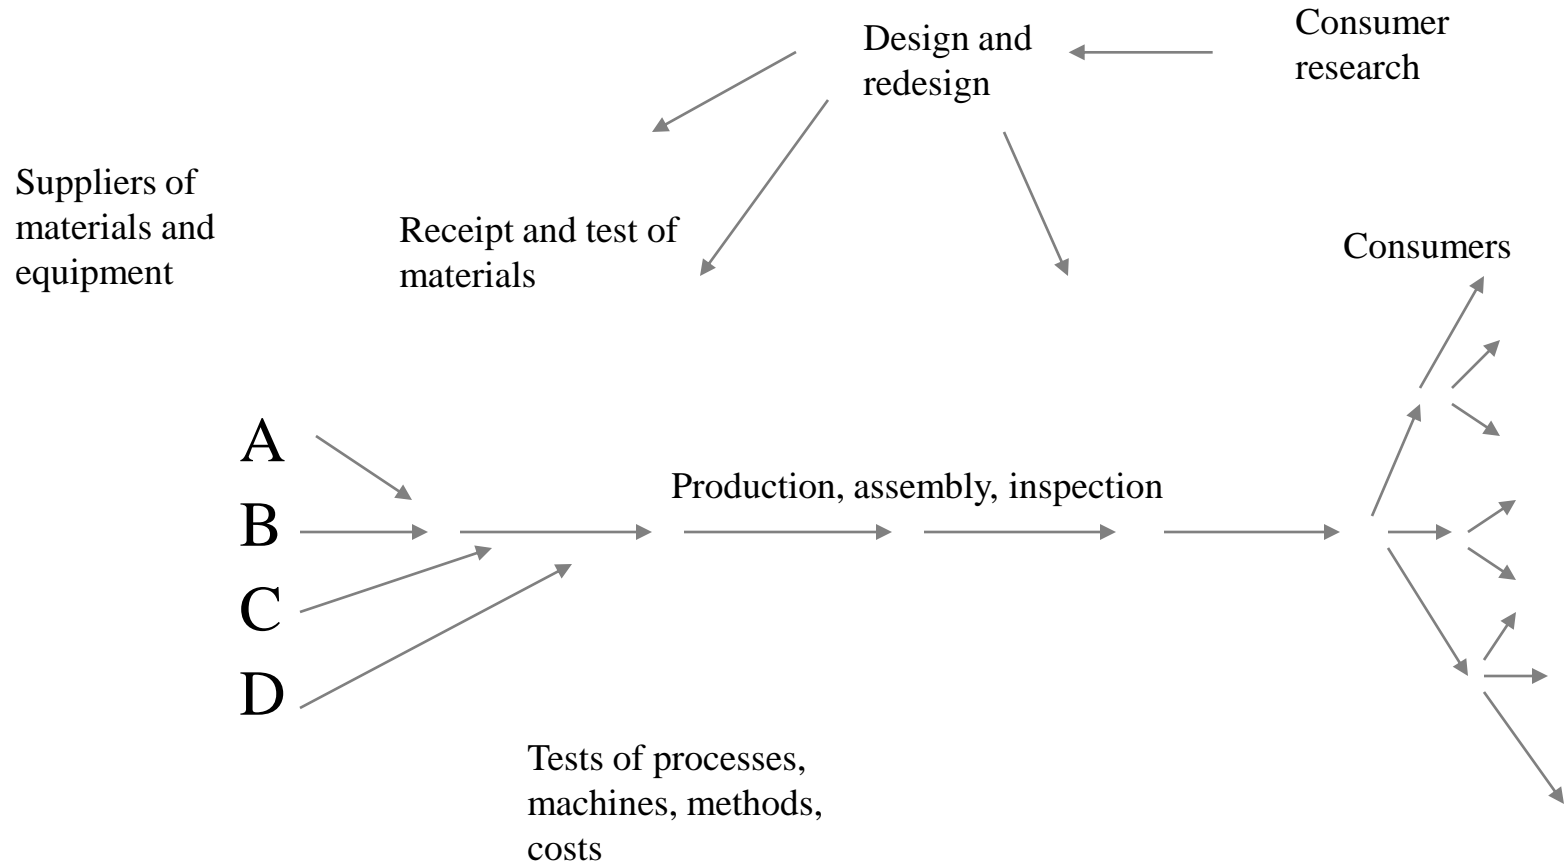 Design and
redesign
Consumer
research
Suppliers of
materials and
equipment
Receipt and test of
materials
Consumers
A
B
C
D
Production, assembly, inspection
Tests of processes,
machines, methods,
costs